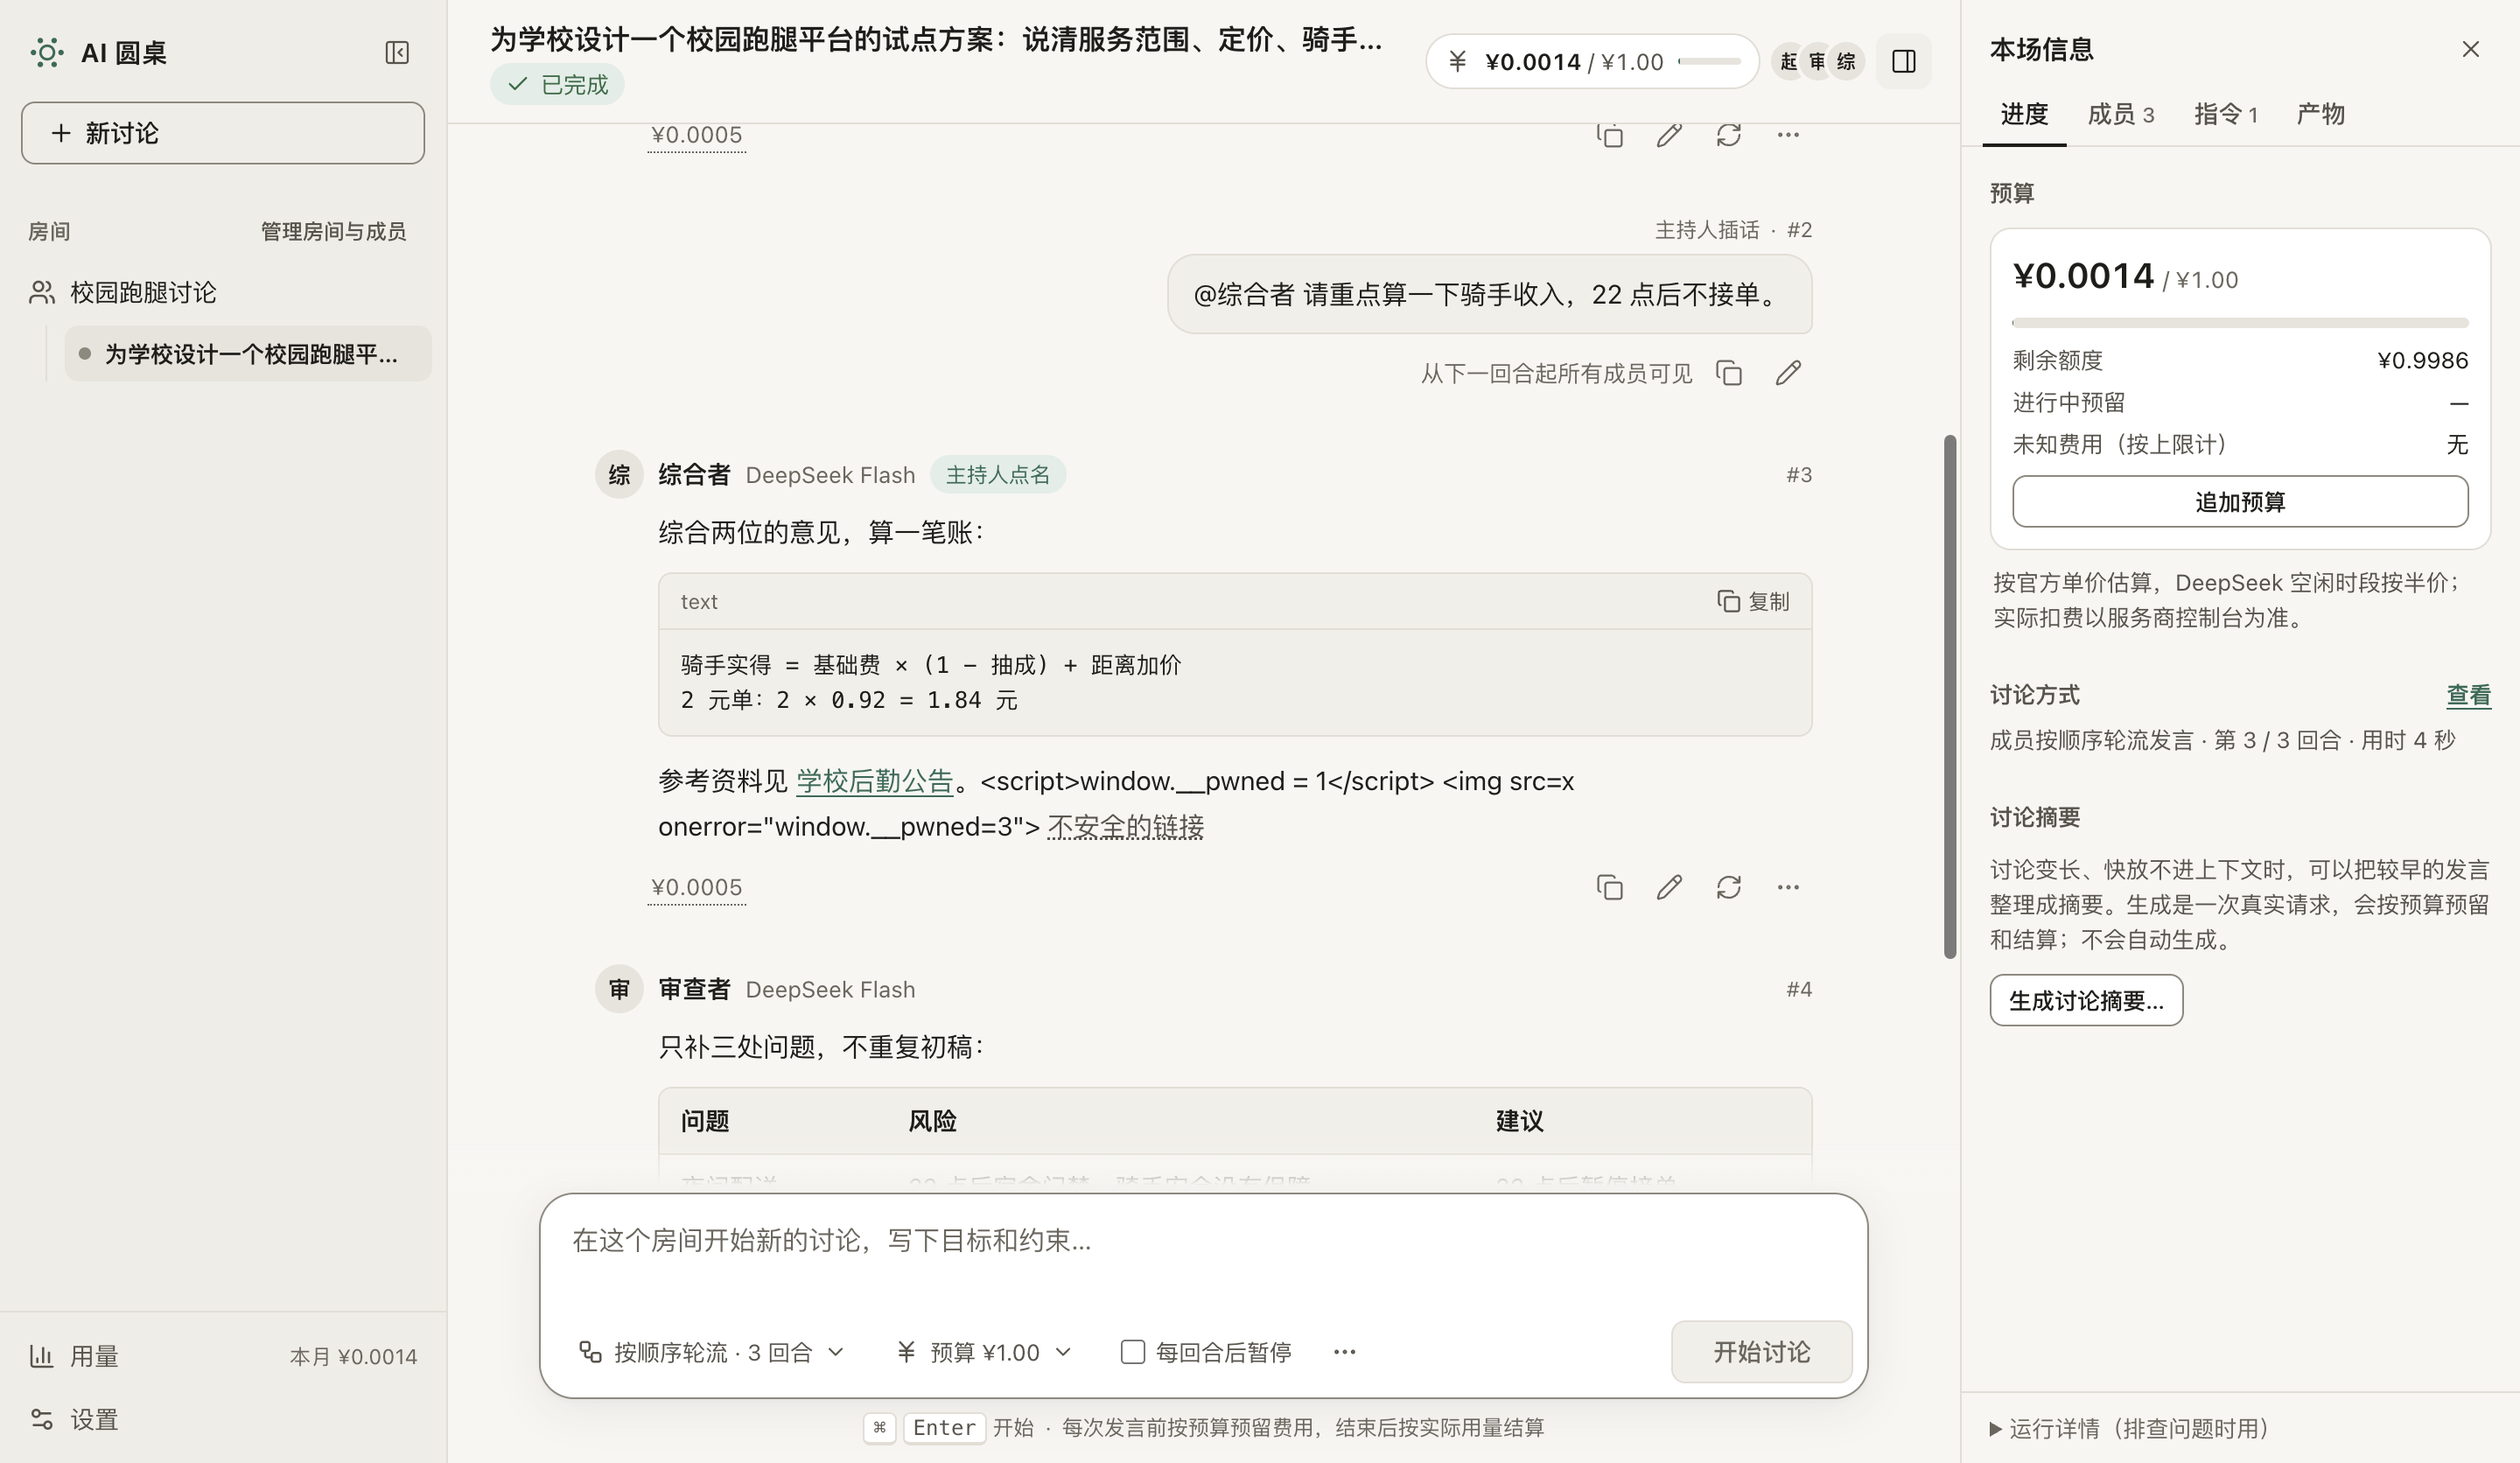 AI 圆桌
新讨论
房间
管理房间与成员
校园跑腿讨论
为学校设计一个校园跑腿平...
用量
本月 ¥0.0014
设置
为学校设计一个校园跑腿平台的试点方案：说清服务范围、定价、骑手...
已完成
¥0.0014 / ¥1.00
起 审 综
¥0.0005
主持人插话 · #2
@综合者 请重点算一下骑手收入，22 点后不接单。
从下一回合起所有成员可见
综 综合者 DeepSeek Flash 主持人点名 #3
综合两位的意见，算一笔账：
text 复制
骑手实得 = 基础费 × (1 − 抽成) + 距离加价
2 元单：2 × 0.92 = 1.84 元
参考资料见 学校后勤公告。<script>window.__pwned = 1</script> <img src=x
onerror="window.__pwned=3"> 不安全的链接
¥0.0005
审 审查者 DeepSeek Flash #4
只补三处问题，不重复初稿：
问题 风险 建议
在这个房间开始新的讨论，写下目标和约束...
按顺序轮流 · 3 回合 ¥ 预算 ¥1.00 每回合后暂停 开始讨论
⌘ Enter 开始 · 每次发言前按预算预留费用，结束后按实际用量结算
本场信息
进度 成员 3 指令 1 产物
预算
¥0.0014 / ¥1.00
剩余额度 ¥0.9986
进行中预留 —
未知费用（按上限计） 无
追加预算
按官方单价估算，DeepSeek 空闲时段按半价；
实际扣费以服务商控制台为准。
讨论方式 查看
成员按顺序轮流发言 · 第 3 / 3 回合 · 用时 4 秒
讨论摘要
讨论变长、快放不进上下文时，可以把较早的发言
整理成摘要。生成是一次真实请求，会按预算预留
和结算；不会自动生成。
生成讨论摘要...
运行详情（排查问题时用）